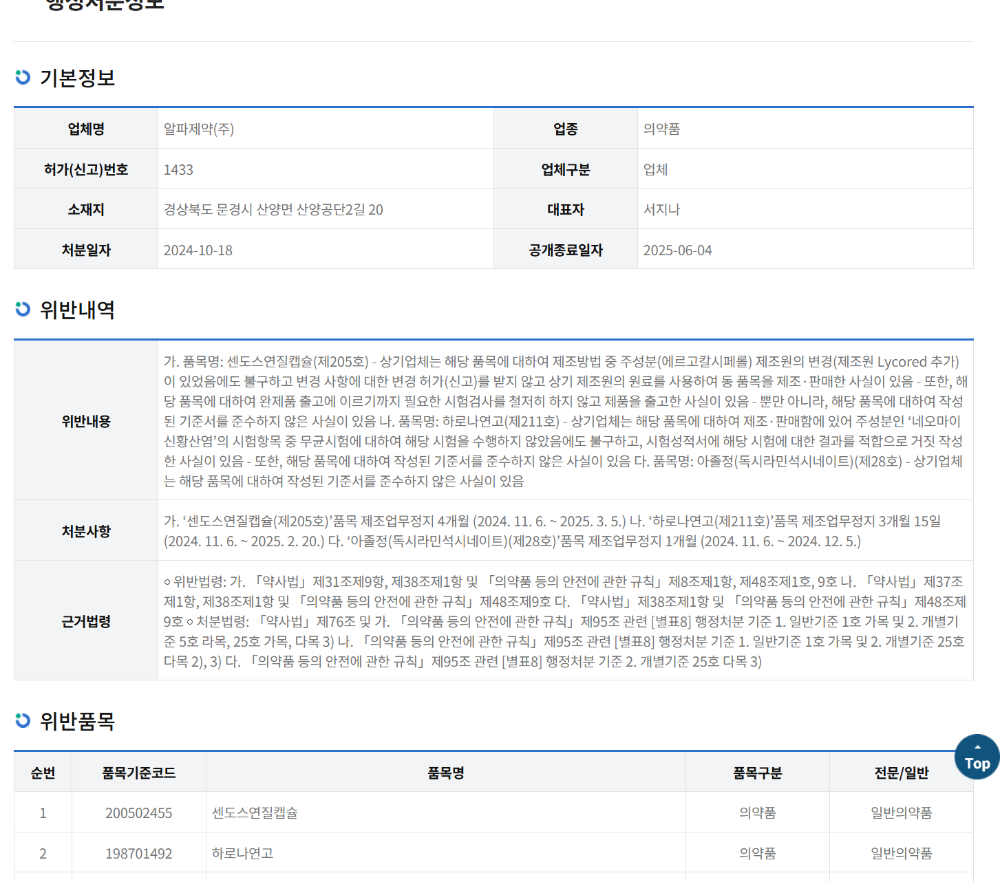 행정처분정보
기본정보
업체명 알파제약(주) 업종 의약품
허가(신고)번호 1433 업체구분 업체
소재지 경상북도 문경시 산양면 산양공단2길 20 대표자 서지나
처분일자 2024-10-18 공개종료일자 2025-06-04
위반내역
위반내용
가. 품목명: 센도스연질캡슐(제205호) - 상기업체는 해당 품목에 대하여 제조방법 중 주성분(에르고칼시페롤) 제조원의 변경(제조원 Lycored 추가)
이 있었음에도 불구하고 변경 사항에 대한 변경 허가(신고)를 받지 않고 상기 제조원의 원료를 사용하여 동 품목을 제조·판매한 사실이 있음 - 또한, 해
당 품목에 대하여 완제품 출고에 이르기까지 필요한 시험검사를 철저히 하지 않고 제품을 출고한 사실이 있음 - 뿐만 아니라, 해당 품목에 대하여 작성
된 기준서를 준수하지 않은 사실이 있음 나. 품목명: 하로나연고(제211호) - 상기업체는 해당 품목에 대하여 제조·판매함에 있어 주성분인 ‘네오마이
신황산염’의 시험항목 중 무균시험에 대하여 해당 시험을 수행하지 않았음에도 불구하고, 시험성적서에 해당 시험에 대한 결과를 적합으로 거짓 작성
한 사실이 있음 - 또한, 해당 품목에 대하여 작성된 기준서를 준수하지 않은 사실이 있음 다. 품목명: 아졸정(독시라민석시네이트)(제28호) - 상기업체
는 해당 품목에 대하여 작성된 기준서를 준수하지 않은 사실이 있음
처분사항
가. ‘센도스연질캡슐(제205호)’품목 제조업무정지 4개월 (2024. 11. 6. ~ 2025. 3. 5.) 나. ‘하로나연고(제211호)’품목 제조업무정지 3개월 15일
(2024. 11. 6. ~ 2025. 2. 20.) 다. ‘아졸정(독시라민석시네이트)(제28호)’품목 제조업무정지 1개월 (2024. 11. 6. ~ 2024. 12. 5.)
근거법령
ㅇ 위반법령: 가. 「약사법」제31조제9항, 제38조제1항 및 「의약품 등의 안전에 관한 규칙」제8조제1항, 제48조제1호, 9호 나. 「약사법」제37조
제1항, 제38조제1항 및 「의약품 등의 안전에 관한 규칙」제48조제9호 다. 「약사법」제38조제1항 및 「의약품 등의 안전에 관한 규칙」제48조제
9호 ㅇ 처분법령: 「약사법」제76조 및 가. 「의약품 등의 안전에 관한 규칙」제95조 관련 [별표8] 행정처분 기준 1. 일반기준 1호 가목 및 2. 개별기
준 5호 라목, 25호 가목, 다목 3) 나. 「의약품 등의 안전에 관한 규칙」제95조 관련 [별표8] 행정처분 기준 1. 일반기준 1호 가목 및 2. 개별기준 25호
다목 2), 3) 다. 「의약품 등의 안전에 관한 규칙」제95조 관련 [별표8] 행정처분 기준 2. 개별기준 25호 다목 3)
위반품목
Top
순번 품목기준코드 품목명 품목구분 전문/일반
1 200502455 센도스연질캡슐 의약품 일반의약품
2 198701492 하로나연고 의약품 일반의약품